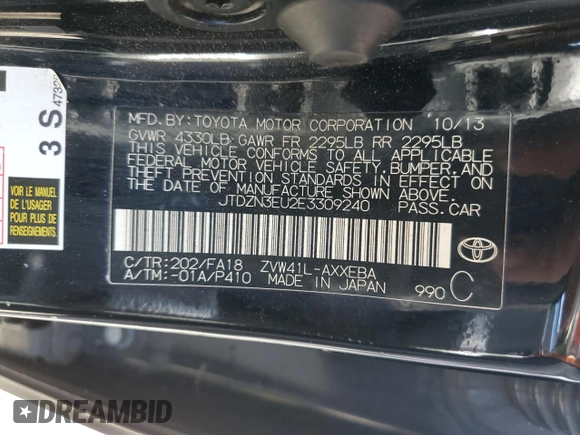 MFD.BY:TOYOTA MOTOR CORPORATION 10/13
GVWR 4330LB GAWR FR 2295LB RR 2295LB
THIS VEHICLE CONFORMS TO ALL APPLICABLE
FEDERAL MOTOR VEHICLE SAFETY,BUMPER,AND
THEFT PREVENTION STANDARDS IN EFFECT ON
THE DATE OF MANUFACTURE SHOWN ABOVE.
JTDZN3EU2E3309240 PASS.CAR
C/TR:202/FA18 ZVW41L-AXXEBA
A/TM:-01A/P410 MADE IN JAPAN
990 C
TOYOTA
3 S
VOIR LE MANUEL
DE L'USAGER
POUR PLUS DE
DREAMBID